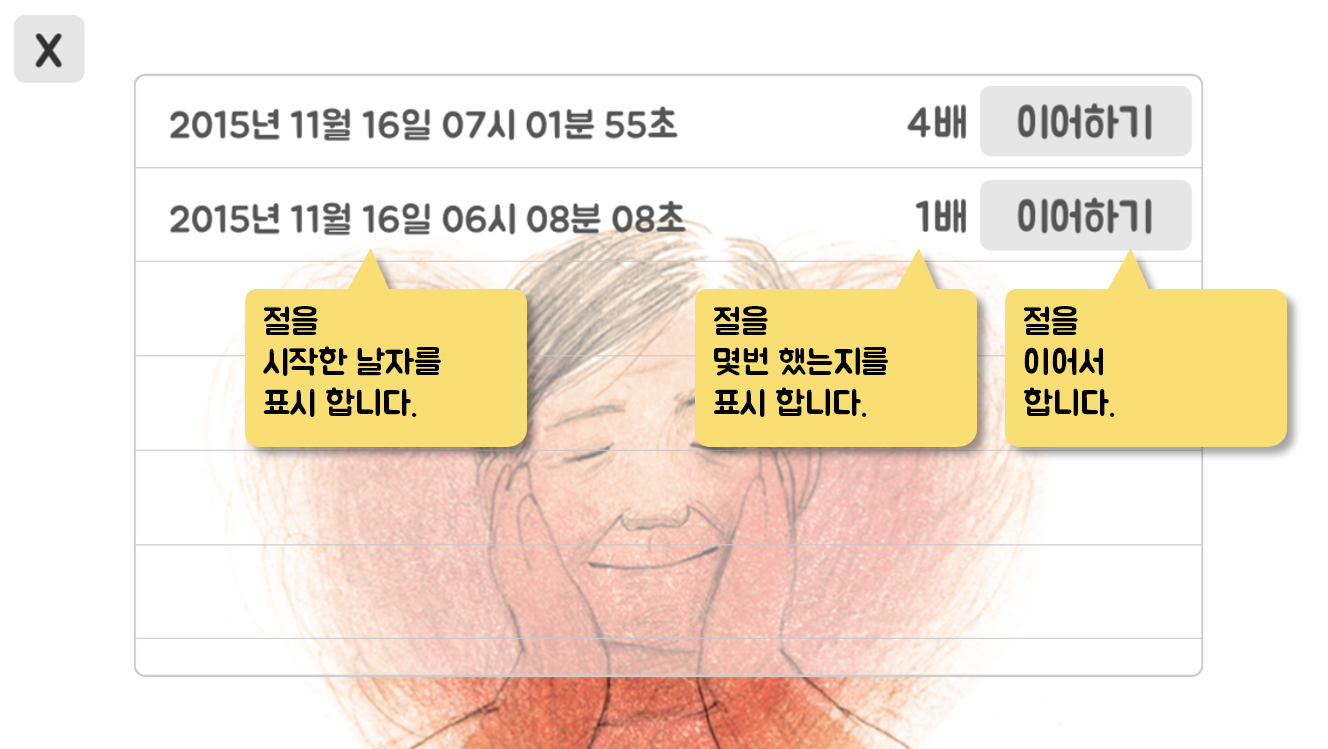 X
2015년 11월 16일 07시 01분 55초 4배 이어하기
2015년 11월 16일 06시 08분 08초 1배 이어하기
절을
시작한 날자를
표시 합니다.
절을
몇번 했는지를
표시 합니다.
절을
이어서
합니다.